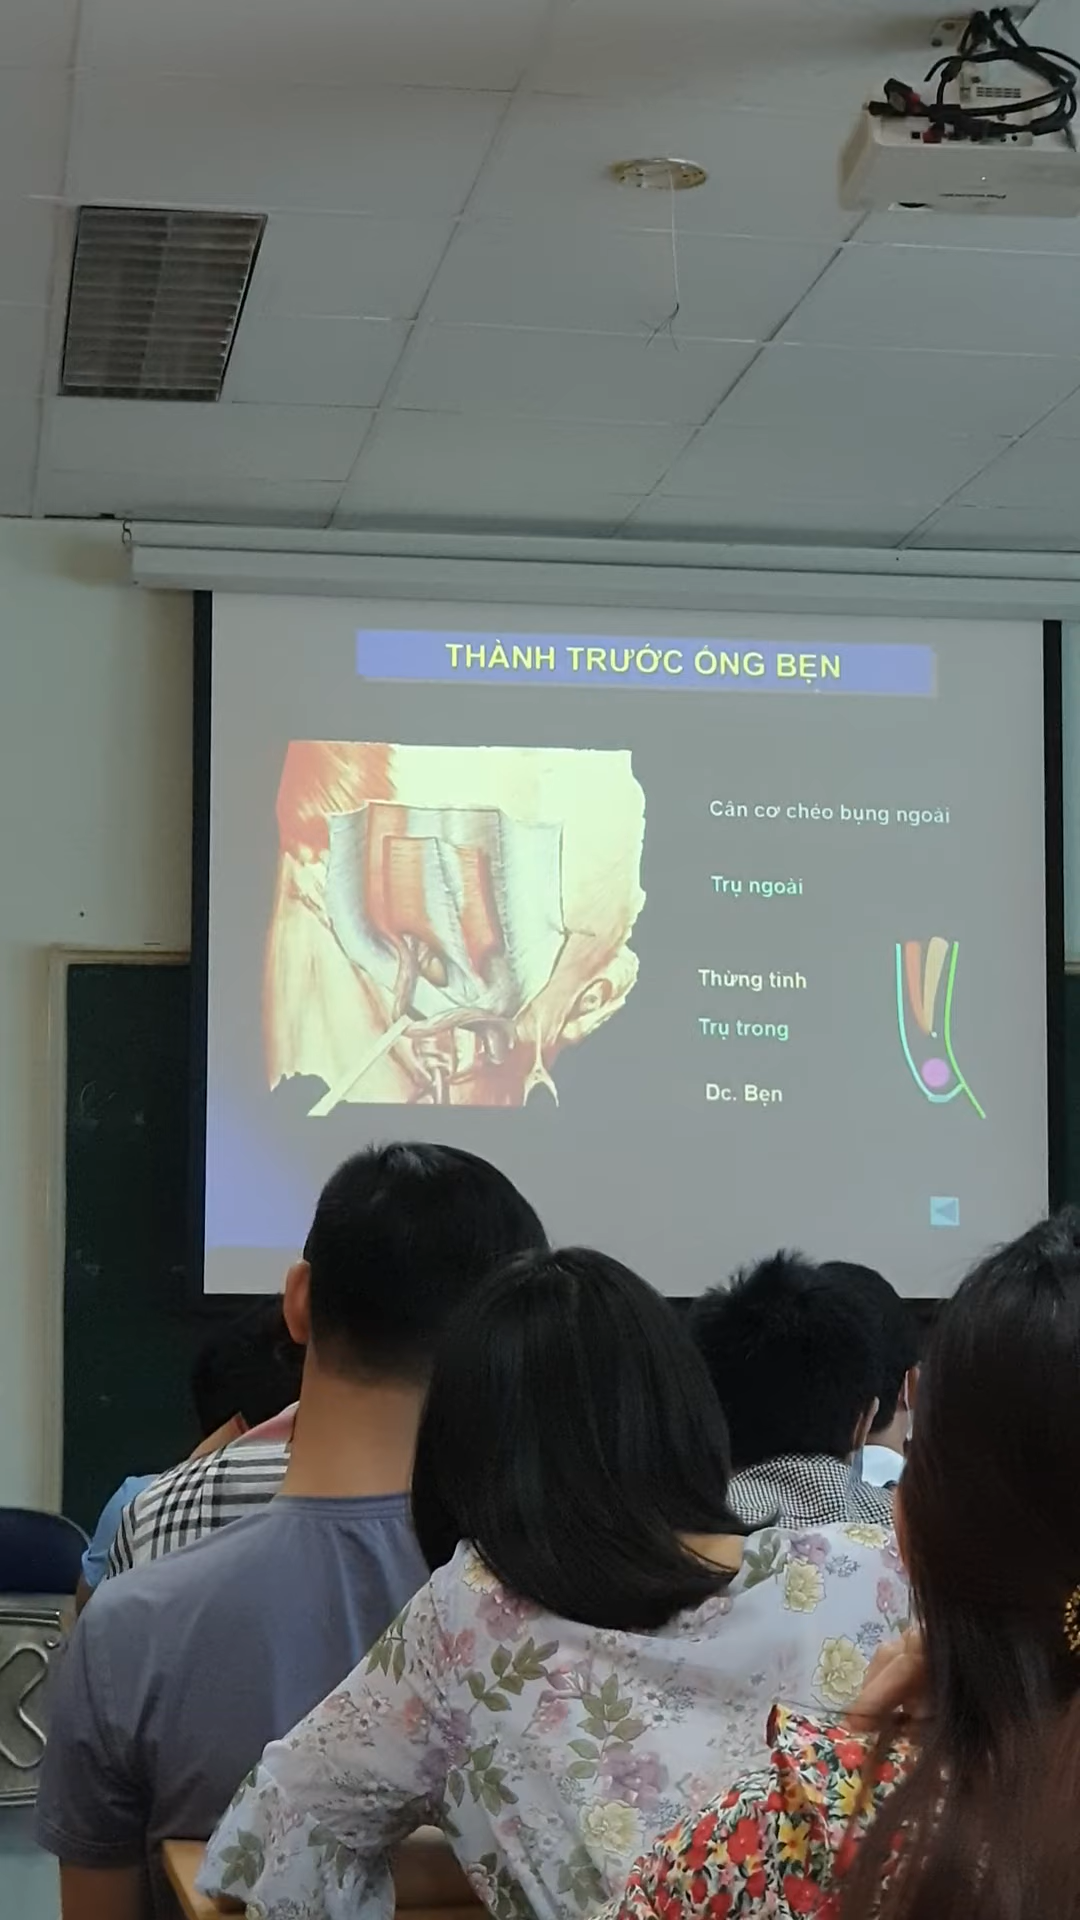 THÀNH TRƯỚC ỐNG BẸN
Cân cơ chéo bụng ngoài
Trụ ngoài
Thừng tinh
Trụ trong
Dc. Bẹn